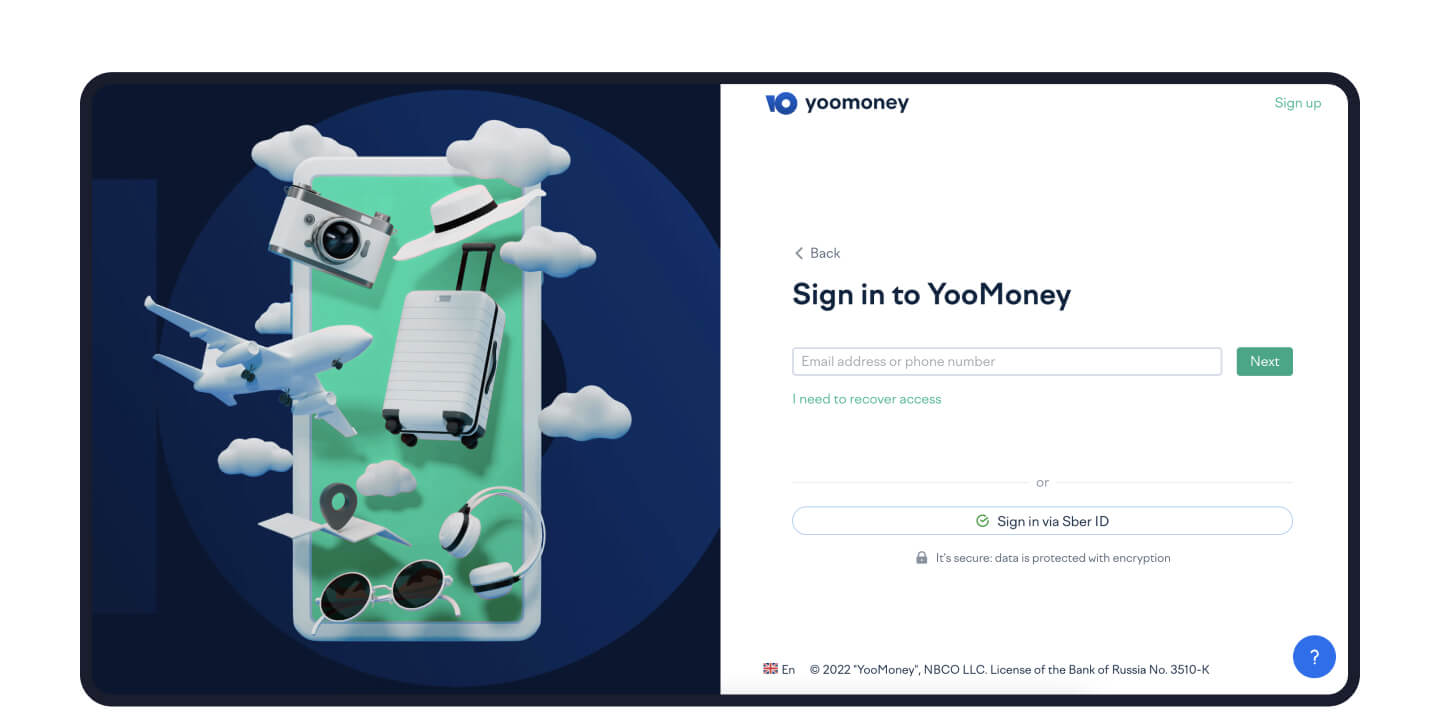 yoomoney
Sign up
Back
Sign in to YooMoney
Email address or phone number
Next
I need to recover access
or
Sign in via Sber ID
It's secure: data is protected with encryption
En © 2022 "YooMoney", NBCO LLC. License of the Bank of Russia No. 3510-K
?